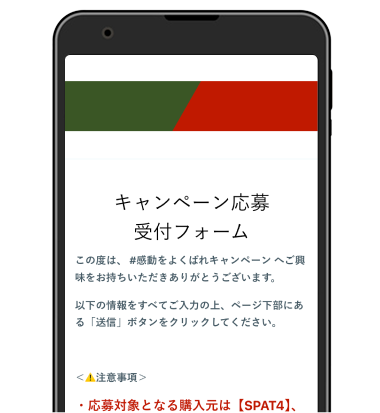 キャンペーン応募
受付フォーム
この度は、 #感動をよくばれキャンペーン へご興
味をお持ちいただきありがとうございます。
以下の情報をすべてご入力の上、ページ下部にあ
る「送信」ボタンをクリックしてください。
＜⚠️注意事項＞
・応募対象となる購入元は【SPAT4】、